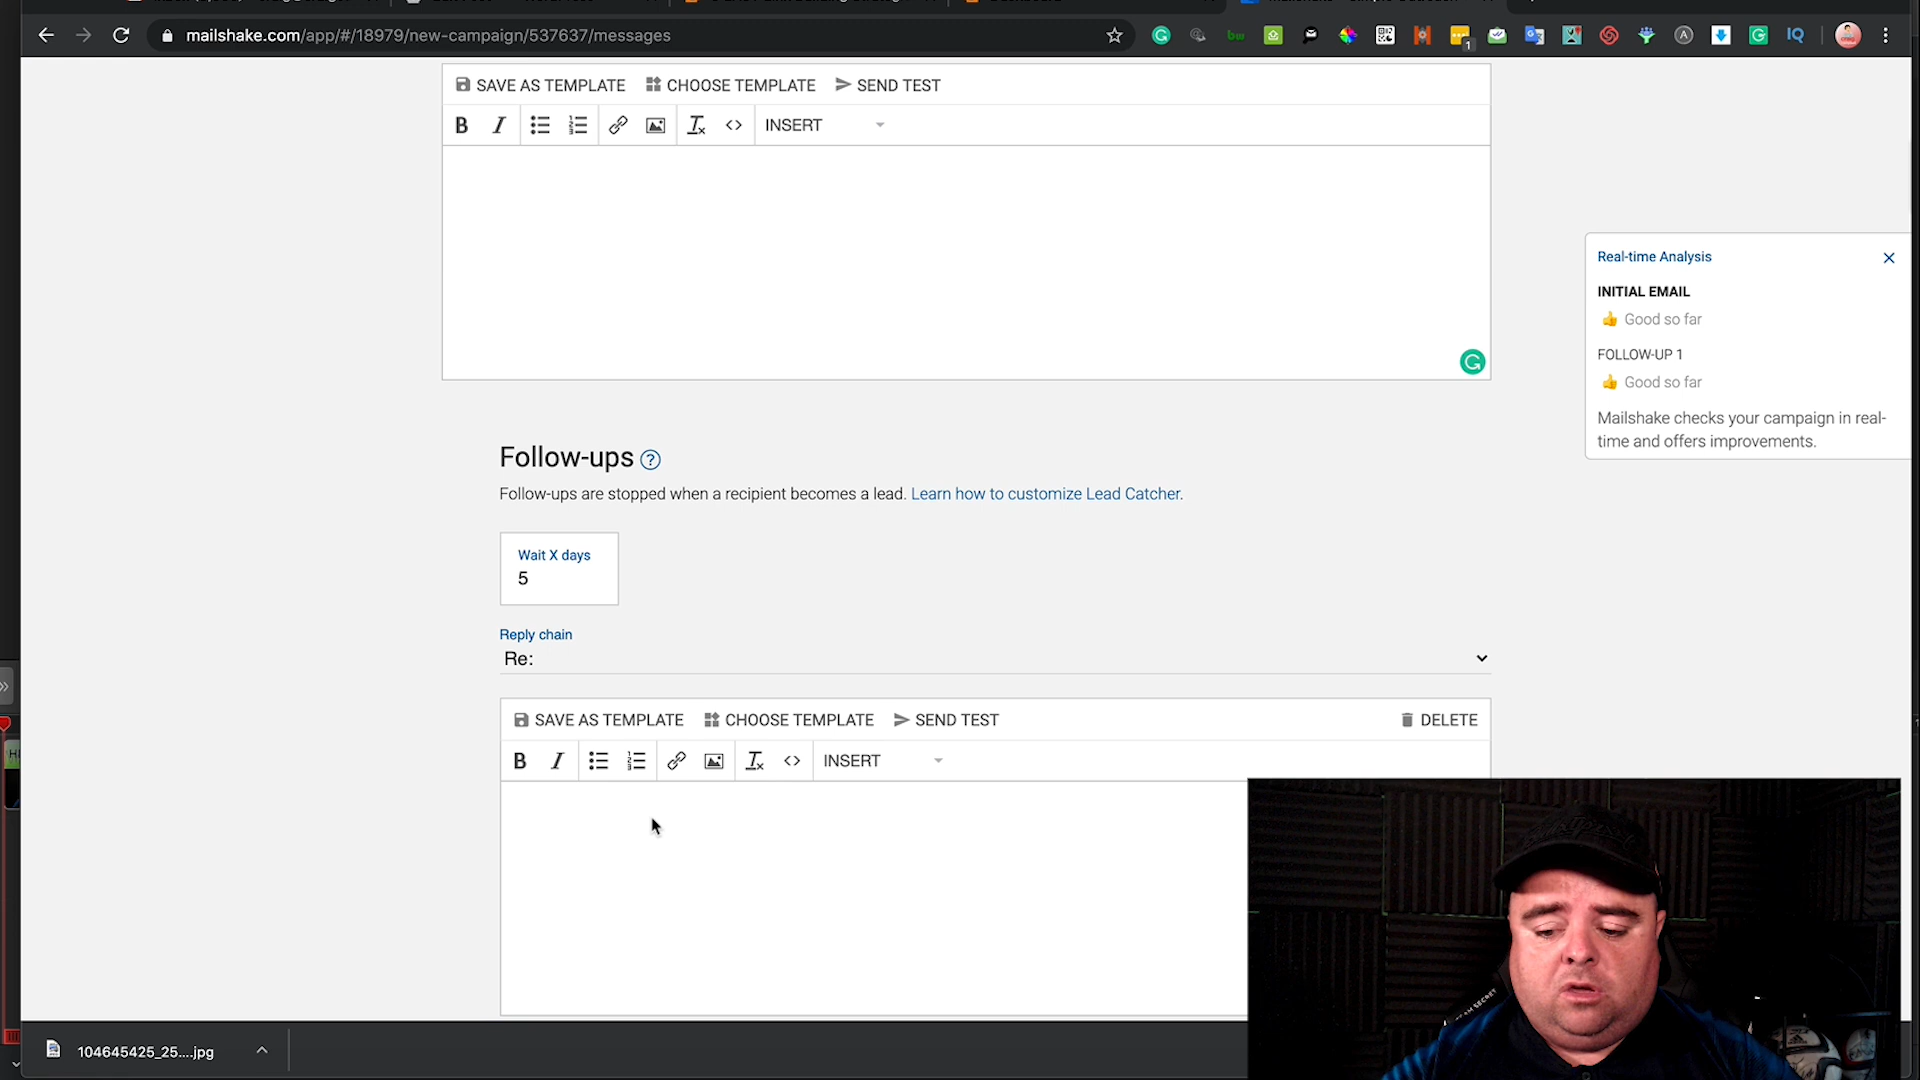 mailshake.com/app/#/18979/new-campaign/537637/messages
bw
1
A
IQ
SAVE AS TEMPLATE CHOOSE TEMPLATE SEND TEST
B I INSERT
Real-time Analysis
INITIAL EMAIL
👍 Good so far
FOLLOW-UP 1
👍 Good so far
Mailshake checks your campaign in real-
time and offers improvements.
Follow-ups ?
Follow-ups are stopped when a recipient becomes a lead. Learn how to customize Lead Catcher.
Wait X days
5
Reply chain
Re:
SAVE AS TEMPLATE CHOOSE TEMPLATE SEND TEST DELETE
B I INSERT
104645425_25....jpg